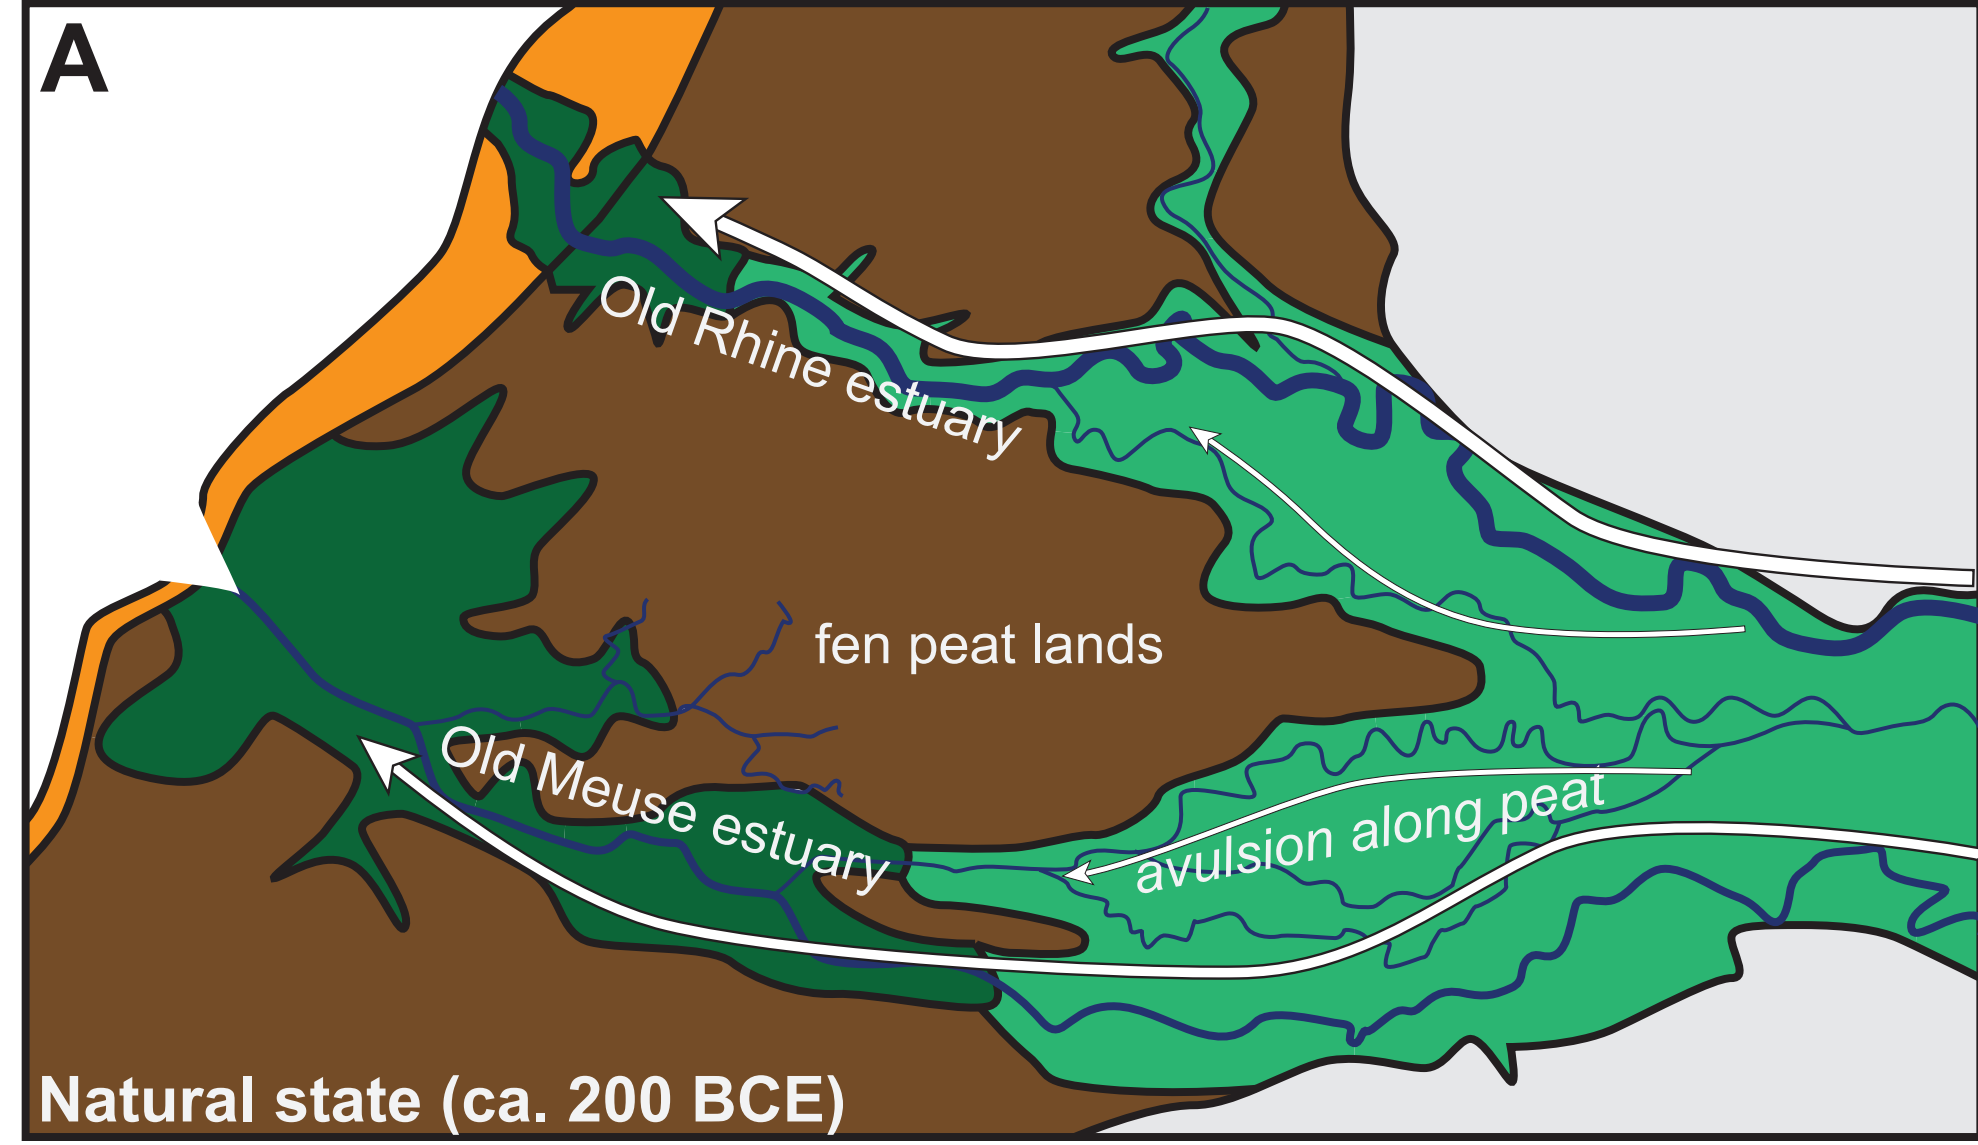 A
Old Rhine estuary
fen peat lands
Old Meuse estuary
avulsion along peat
Natural state (ca. 200 BCE)